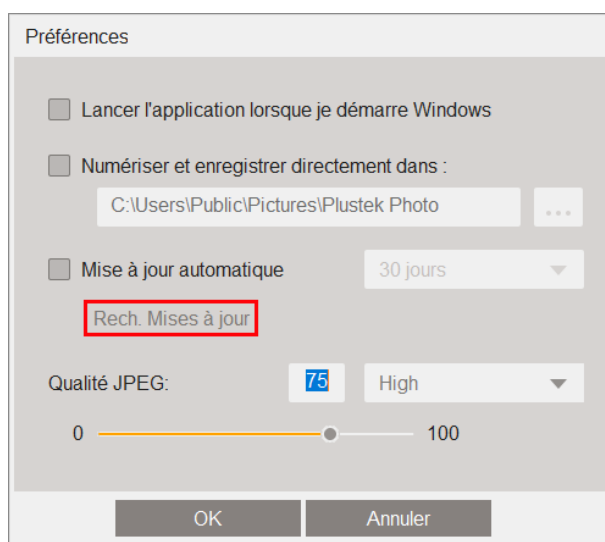 Préférences
Lancer l'application lorsque je démarre Windows
Numériser et enregistrer directement dans :
C:\Users\Public\Pictures\Plustek Photo ...
Mise à jour automatique 30 jours
Rech. Mises à jour
Qualité JPEG: 75 High
0 100
OK Annuler